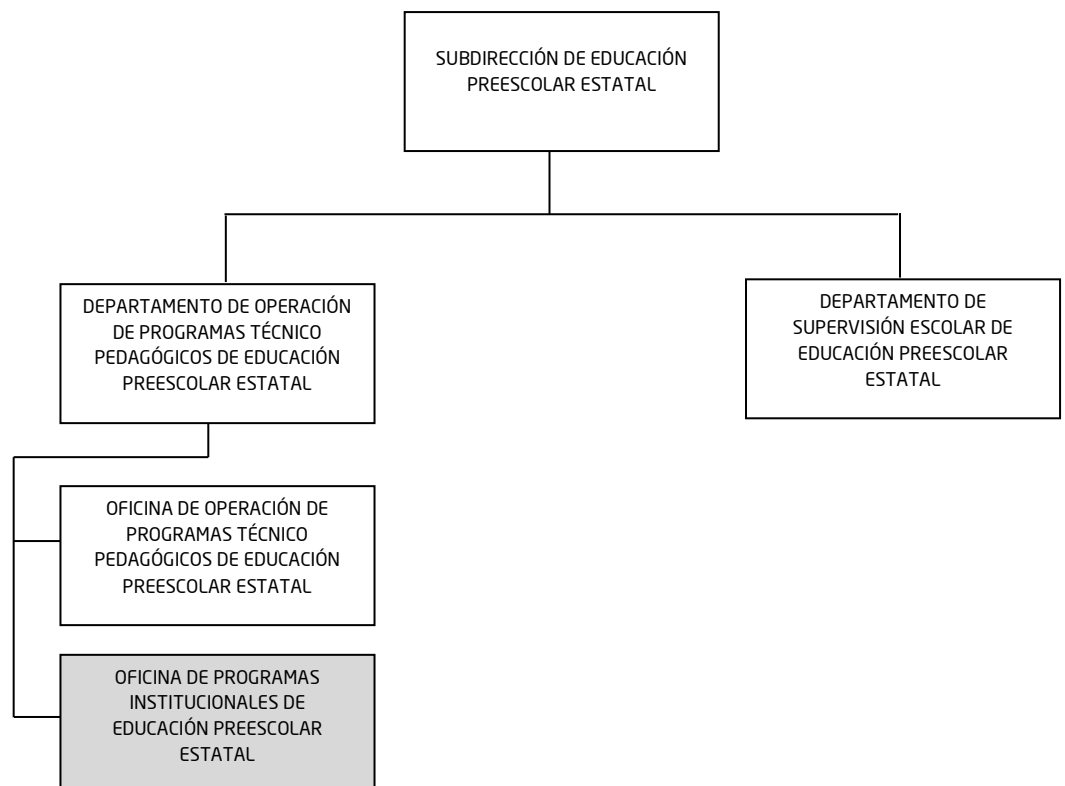 SUBDIRECCIÓN DE EDUCACIÓN
PREESCOLAR ESTATAL
DEPARTAMENTO DE OPERACIÓN
DE PROGRAMAS TÉCNICO
PEDAGÓGICOS DE EDUCACIÓN
PREESCOLAR ESTATAL
DEPARTAMENTO DE
SUPERVISIÓN ESCOLAR DE
EDUCACIÓN PREESCOLAR
ESTATAL
OFICINA DE OPERACIÓN DE
PROGRAMAS TÉCNICO
PEDAGÓGICOS DE EDUCACIÓN
PREESCOLAR ESTATAL
OFICINA DE PROGRAMAS
INSTITUCIONALES DE
EDUCACIÓN PREESCOLAR
ESTATAL